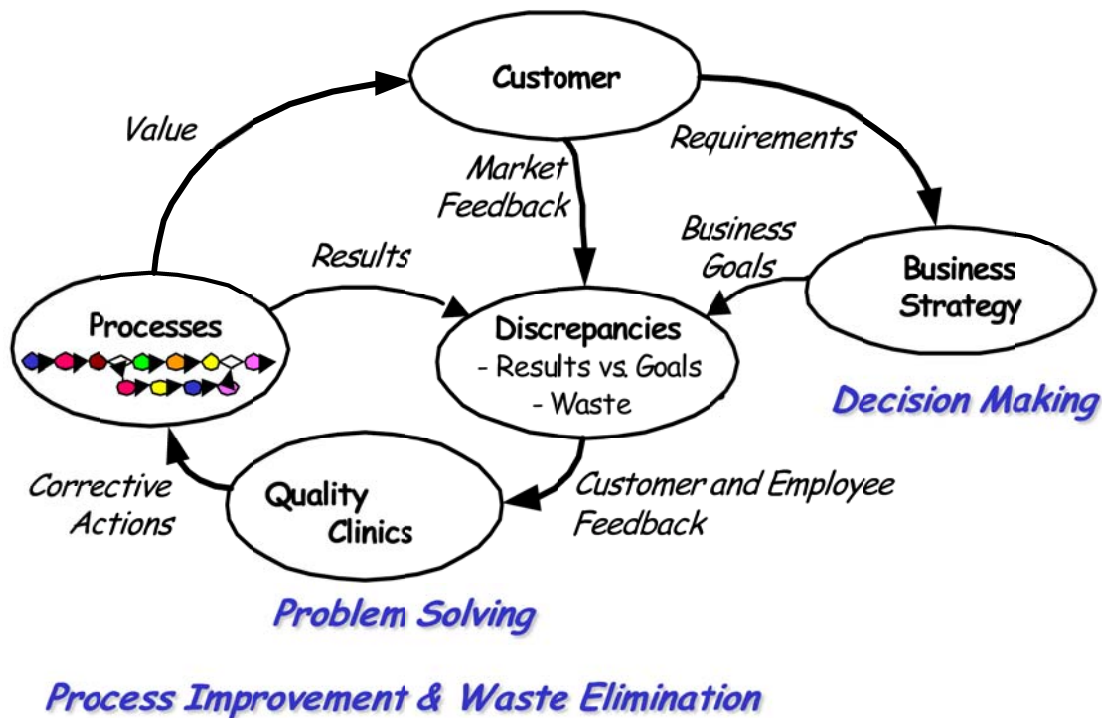 Customer
Value
Requirements
Market
Feedback
Business
Goals
Results
Business
Strategy
Processes
Discrepancies
- Results vs. Goals
- Waste
Decision Making
Corrective
Actions
Quality
Clinics
Customer and Employee
Feedback
Problem Solving
Process Improvement & Waste Elimination